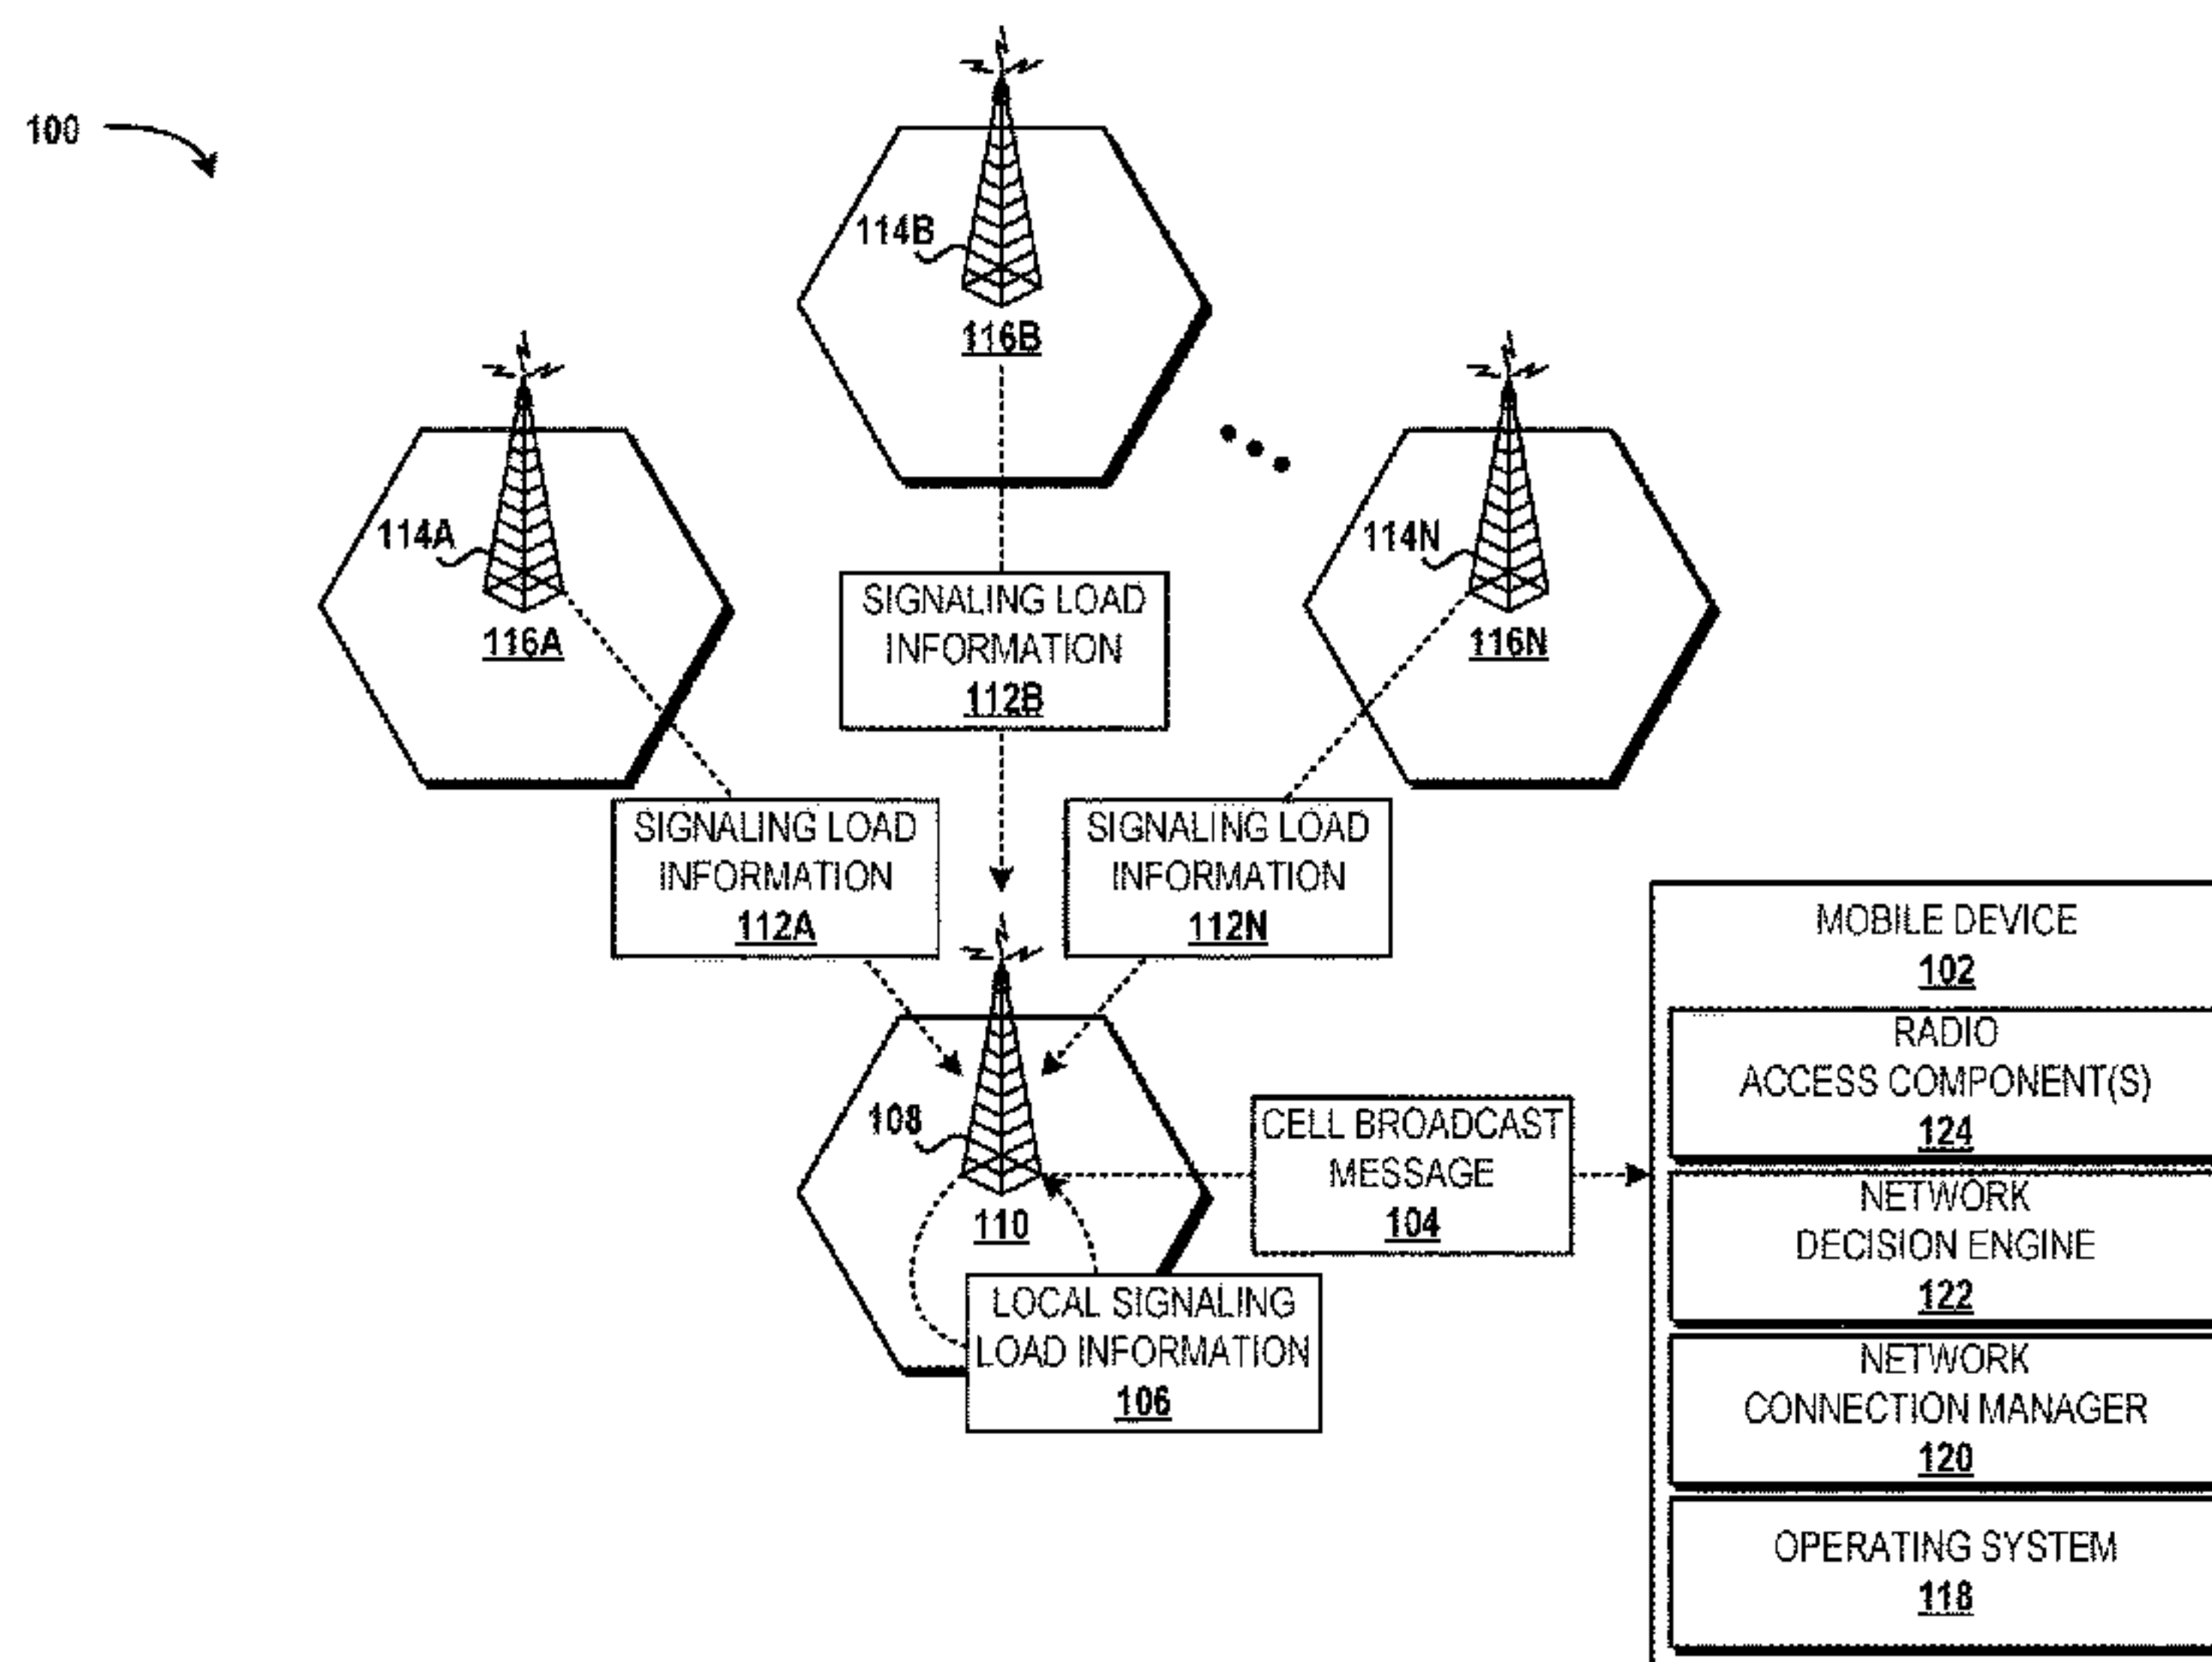 100
114B
116B
114A
116A
114N
116N
SIGNALING LOAD
INFORMATION
112B
SIGNALING LOAD
INFORMATION
112A
SIGNALING LOAD
INFORMATION
112N
108
110
CELL BROADCAST
MESSAGE
104
LOCAL SIGNALING
LOAD INFORMATION
106
MOBILE DEVICE
102
RADIO
ACCESS COMPONENT(S)
124
NETWORK
DECISION ENGINE
122
NETWORK
CONNECTION MANAGER
120
OPERATING SYSTEM
118